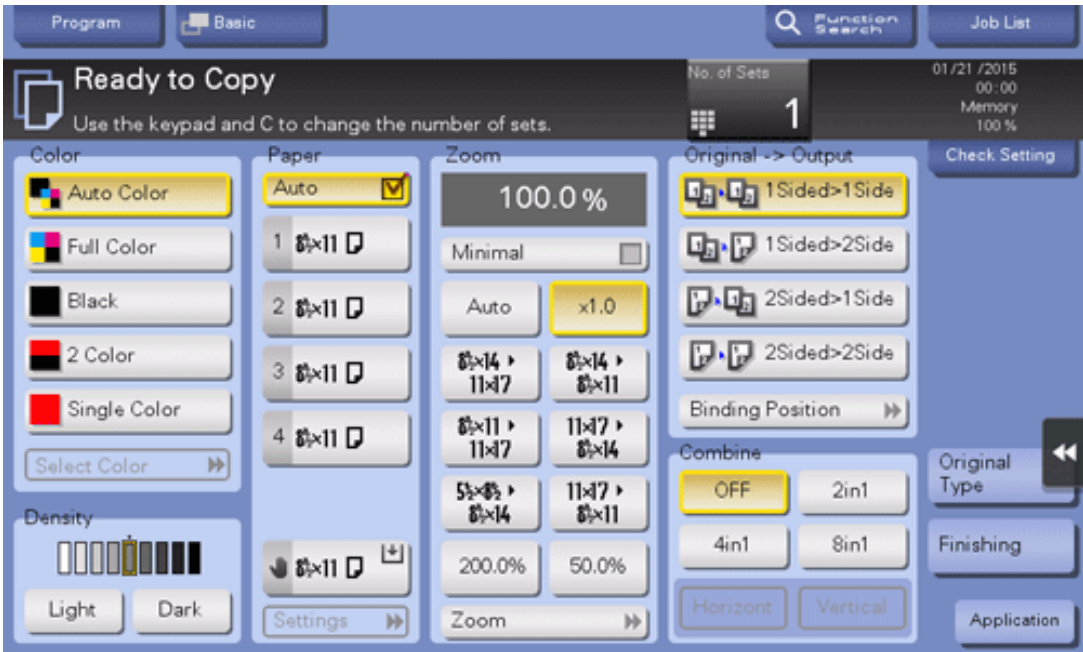 Program
Basic
Function
Search
Job List
Ready to Copy
Use the keypad and C to change the number of sets.
No. of Sets
1
01/21 /2015
00:00
Memory
100 %
Check Setting
Color
Auto Color
Full Color
Black
2 Color
Single Color
Select Color
Density
Light
Dark
Paper
Auto
1 8½×11
2 8½×11
3 8½×11
4 8½×11
8½×11
Settings
Zoom
100.0 %
Minimal
Auto
×1.0
8½×14
11×17
8½×14
8½×11
8½×11
11×17
11×17
8½×14
5½×8½
8½×14
11×17
8½×11
200.0%
50.0%
Zoom
Original -> Output
1Sided>1Side
1Sided>2Side
2Sided>1Side
2Sided>2Side
Binding Position
Combine
OFF
2in1
4in1
8in1
Horizont
Vertical
Original
Type
Finishing
Application